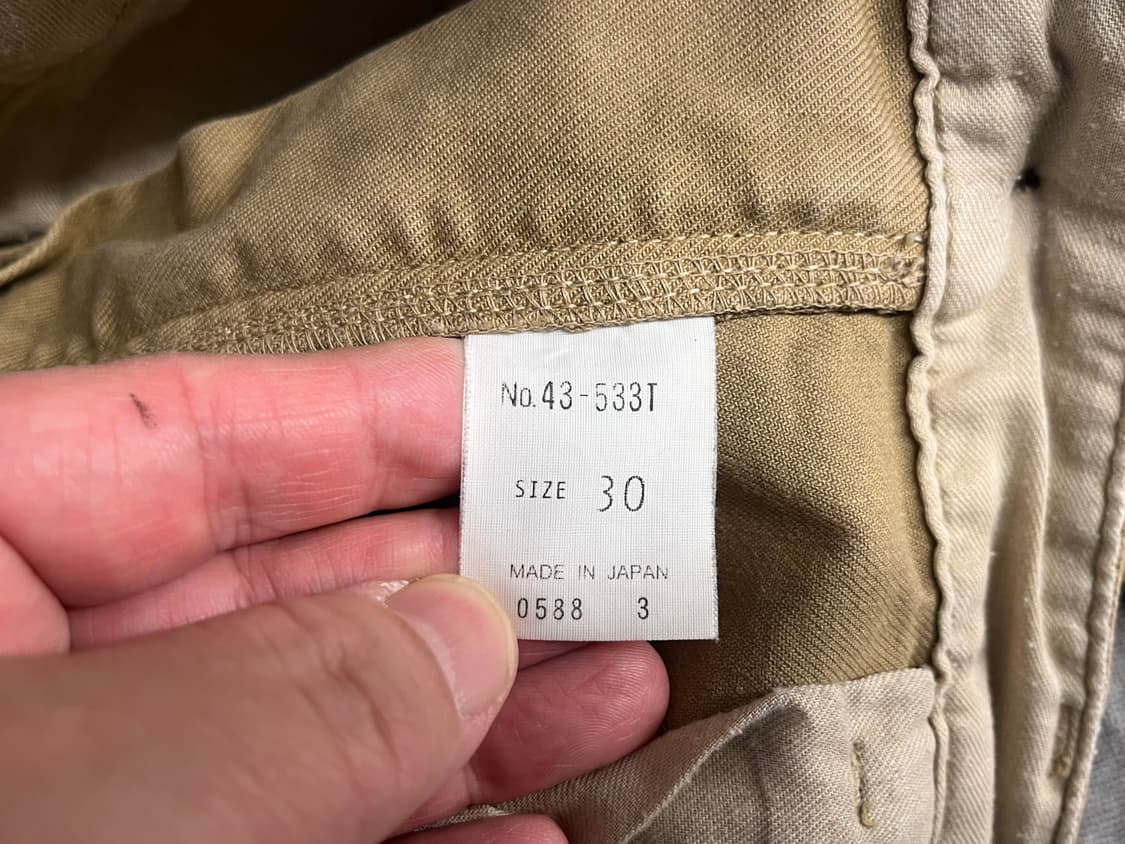 No.43-533T
SIZE 30
MADE IN JAPAN
0588 3